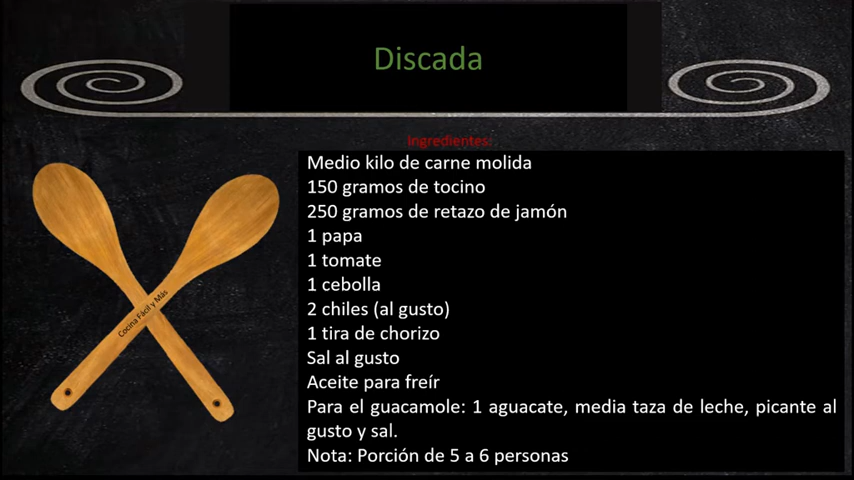 Discada
Ingredientes:
Medio kilo de carne molida
150 gramos de tocino
250 gramos de retazo de jamón
1 papa
1 tomate
1 cebolla
2 chiles (al gusto)
1 tira de chorizo
Sal al gusto
Aceite para freír
Para el guacamole: 1 aguacate, media taza de leche, picante al
gusto y sal.
Nota: Porción de 5 a 6 personas
Cocina Fácil y Más